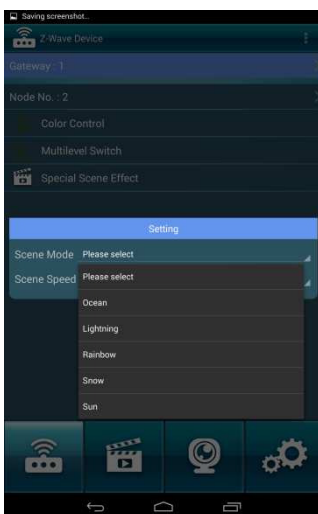 Saving screenshot...
Z-Wave Device
Gateway : 1
Node No. : 2
Color Control
Multilevel Switch
Special Scene Effect
Setting
Scene Mode Please select
Scene Speed Please select
Ocean
Lightning
Rainbow
Snow
Sun